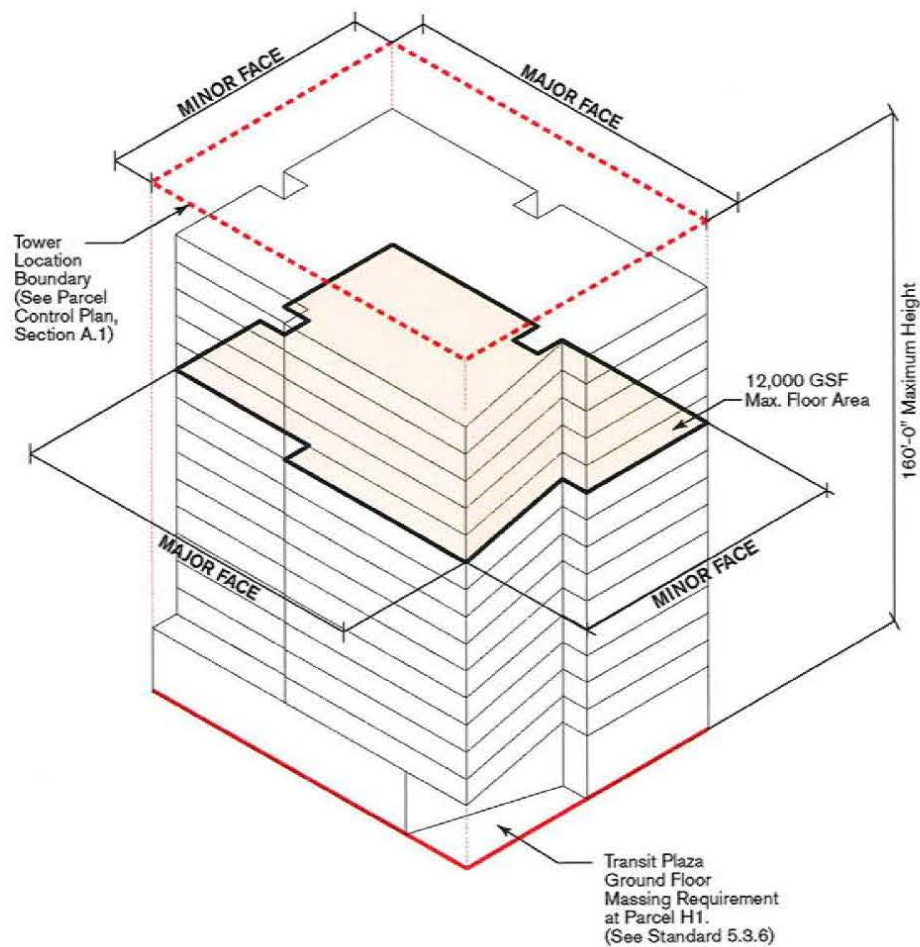 MINOR FACE
MAJOR FACE
Tower
Location
Boundary
(See Parcel
Control Plan,
Section A.1)
12,000 GSF
Max. Floor Area
160'-0" Maximum Height
MAJOR FACE
MINOR FACE
Transit Plaza
Ground Floor
Massing Requirement
at Parcel H1.
(See Standard 5.3.6)